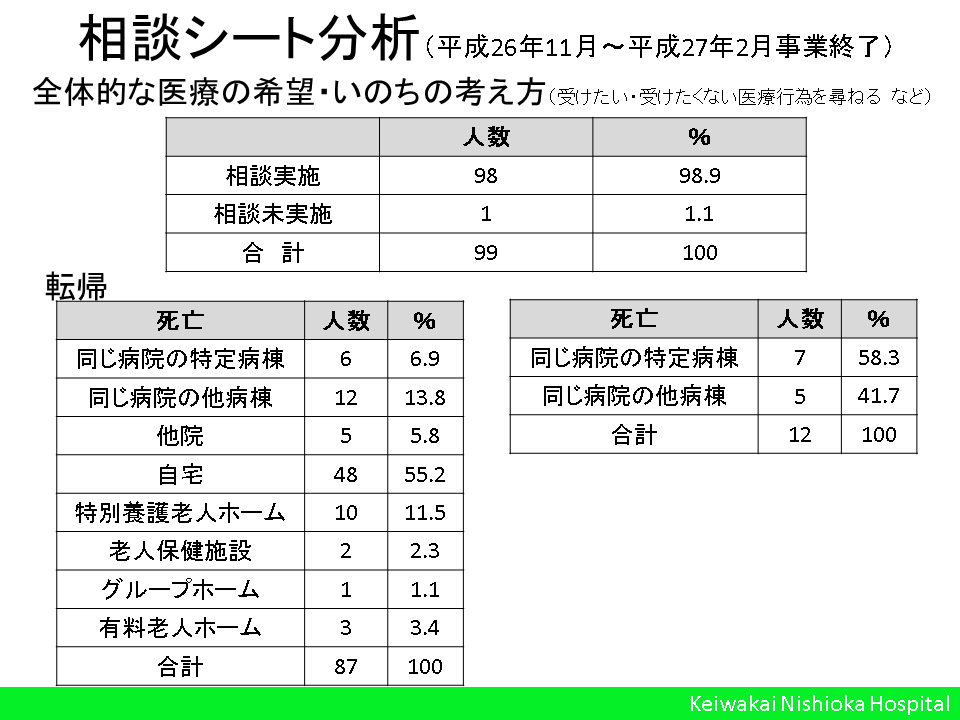 相談シート分析（平成26年11月～平成27年2月事業終了）
全体的な医療の希望・いのちの考え方（受けたい・受けたくない医療行為を尋ねる など）
人数 %
相談実施 98 98.9
相談未実施 1 1.1
合 計 99 100
転帰
死亡 人数 %
同じ病院の特定病棟 6 6.9
同じ病院の他病棟 12 13.8
他院 5 5.8
自宅 48 55.2
特別養護老人ホーム 10 11.5
老人保健施設 2 2.3
グループホーム 1 1.1
有料老人ホーム 3 3.4
合計 87 100
死亡 人数 %
同じ病院の特定病棟 7 58.3
同じ病院の他病棟 5 41.7
合計 12 100
Keiwakai Nishioka Hospital